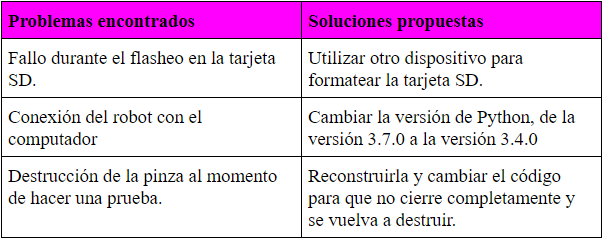 Problemas encontrados
Soluciones propuestas
Fallo durante el flasheo en la tarjeta
SD.
Utilizar otro dispositivo para
formatear la tarjeta SD.
Conexión del robot con el
computador
Cambiar la versión de Python, de la
versión 3.7.0 a la versión 3.4.0
Destrucción de la pinza al momento
de hacer una prueba.
Reconstruirla y cambiar el código
para que no cierre completamente y
se vuelva a destruir.